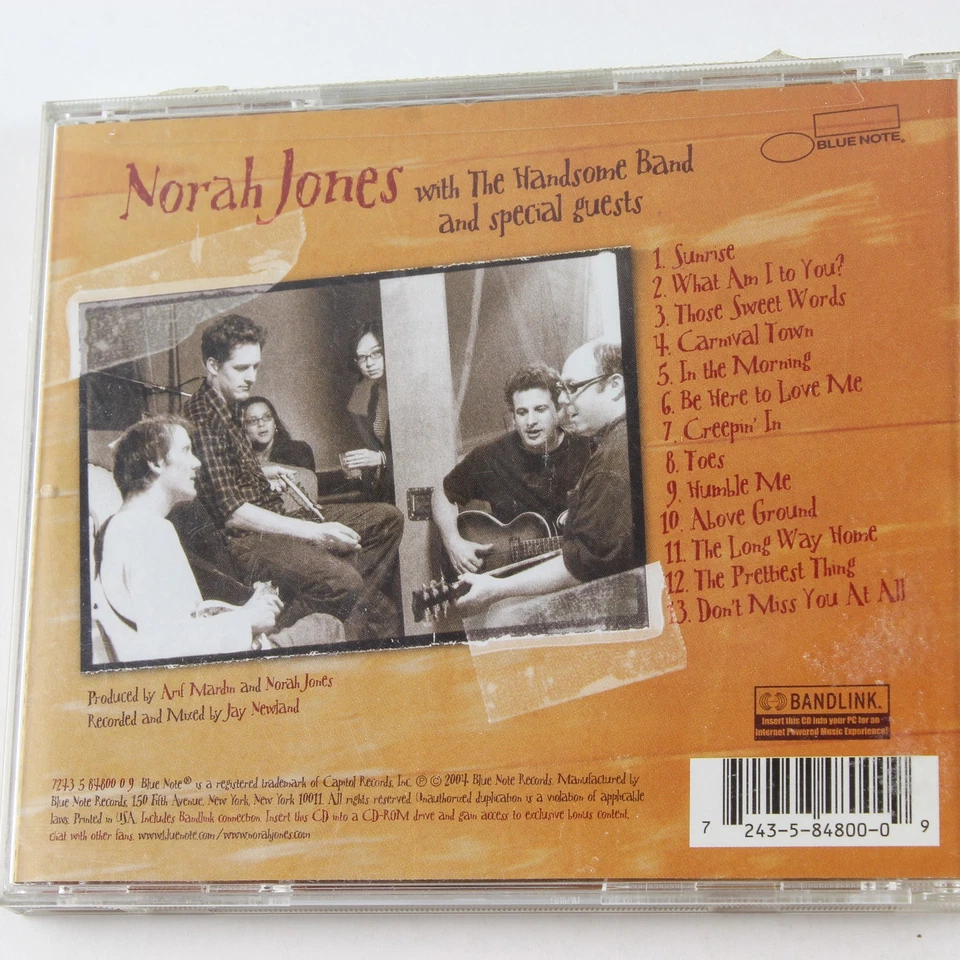 BLUE NOTE®
Norah Jones with The Handsome Band
and special guests
1. Sunrise
2. What Am I to You?
3. Those Sweet Words
4. Carnival Town
5. In the Morning
6. Be Here to Love Me
7. Creepin' In
8. Toes
9. Humble Me
10. Above Ground
11. The Long Way Home
12. The Prettiest Thing
13. Don't Miss You At All
Produced by Arif Mardin and Norah Jones
Recorded and Mixed by Jay Newland
BANDLINK.
Insert this CD into your PC for an
Internet Powered Music Experience!
7243 5 84800 0 9 Blue Note® is a registered trademark of Capitol Records, Inc. ℗ © 2004 Blue Note Records. Manufactured by
Blue Note Records, 150 Fifth Avenue, New York, New York 10011. All rights reserved. Unauthorized duplication is a violation of applicable
laws. Printed in USA. Includes Bandlink connection. Insert this CD into a CD-ROM drive and gain access to exclusive bonus content,
chat with other fans. www.bluenote.com/www.norahjones.com
7 243-5-84800-0 9